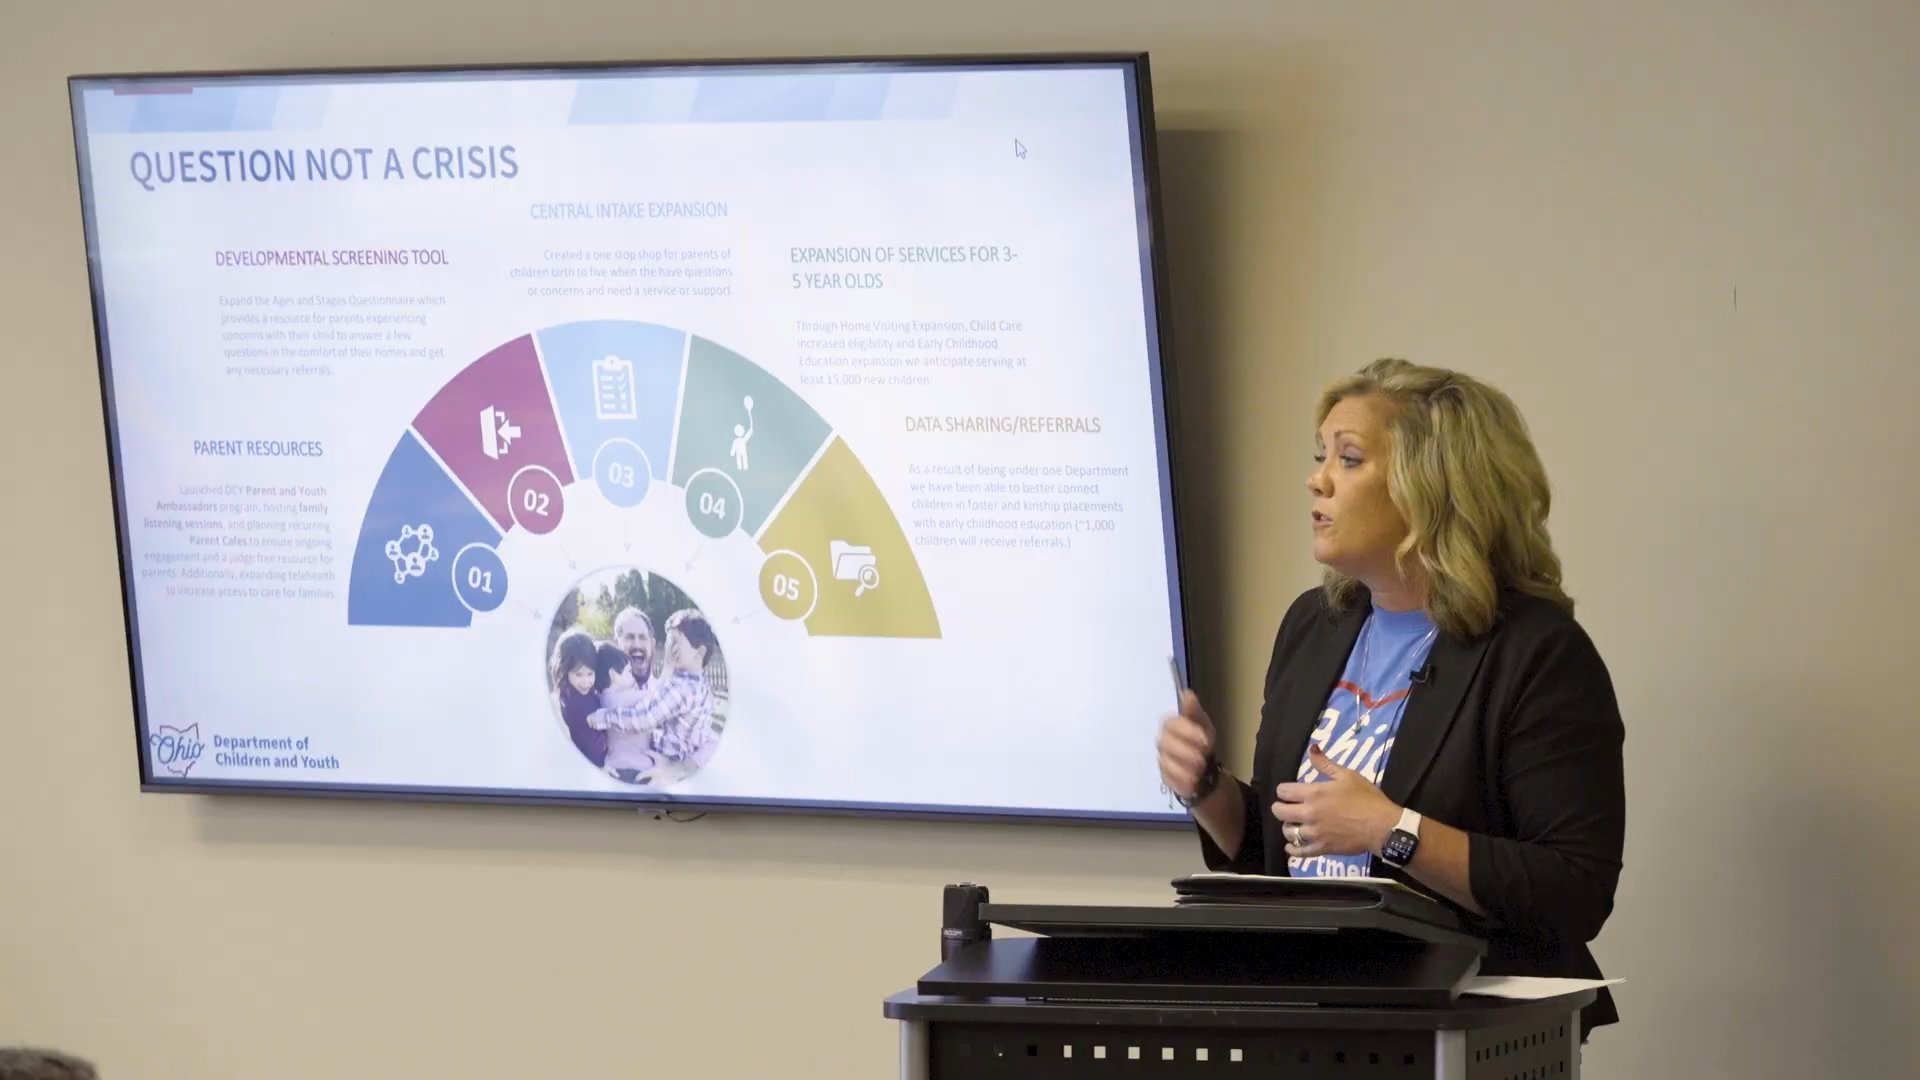 QUESTION NOT A CRISIS
CENTRAL INTAKE EXPANSION
Created a one stop shop for parents of
children birth to five when the have questions
or concerns and need a service or support.
DEVELOPMENTAL SCREENING TOOL
Expand the Ages and Stages Questionnaire which
provides a resource for parents experiencing
concerns with their child to answer a few
questions in the comfort of their homes and get
any necessary referrals.
EXPANSION OF SERVICES FOR 3-
5 YEAR OLDS
Through Home Visiting Expansion, Child Care
increased eligibility and Early Childhood
Education expansion we anticipate serving at
least 15,000 new children.
PARENT RESOURCES
Launched DCY Parent and Youth
Ambassadors program, hosting family
listening sessions, and planning recurring
Parent Cafes to ensure ongoing
engagement and a judge free resource for
parents. Additionally, expanding telehealth
to increase access to care for families.
DATA SHARING/REFERRALS
As a result of being under one Department
we have been able to better connect
children in foster and kinship placements
with early childhood education (~1,000
children will receive referrals.)
01
02
03
04
05
Ohio
Department of
Children and Youth
zoom